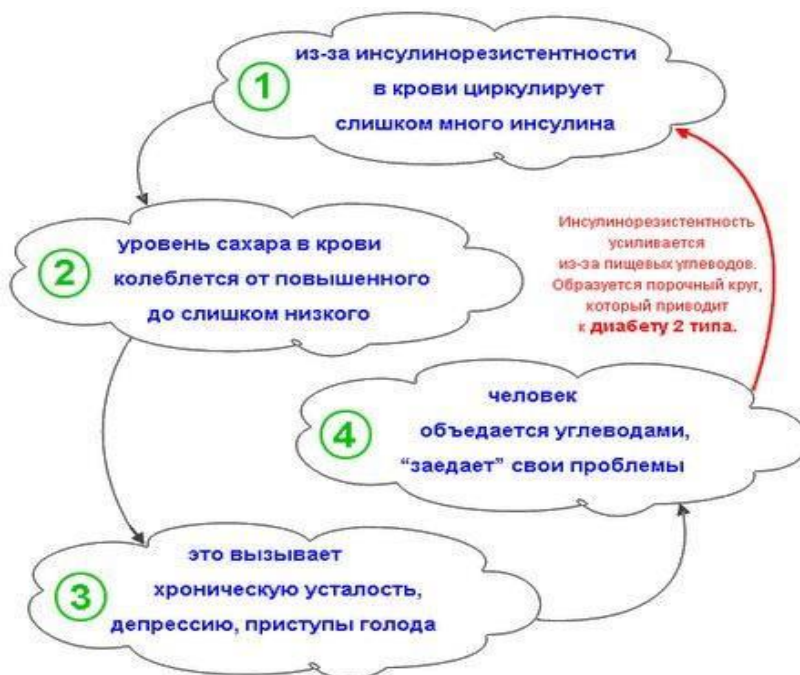 1
из-за инсулинорезистентности
в крови циркулирует
слишком много инсулина
2
уровень сахара в крови
колеблется от повышенного
до слишком низкого
Инсулинорезистентность
усиливается
из-за пищевых углеводов.
Образуется порочный круг,
который приводит
к диабету 2 типа.
3
это вызывает
хроническую усталость,
депрессию, приступы голода
4
человек
объедается углеводами,
“заедает” свои проблемы